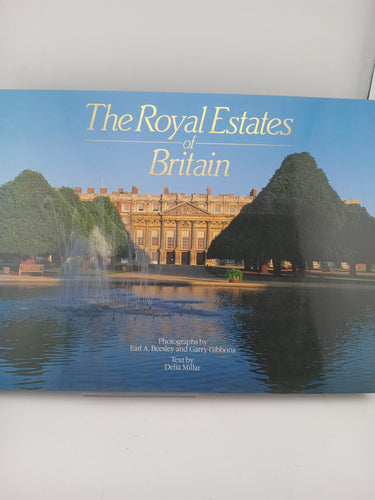 The Royal Estates
of
Britain
Photographs by
Earl A. Beesley and Garry Gibbons
Text by
Delia Millar